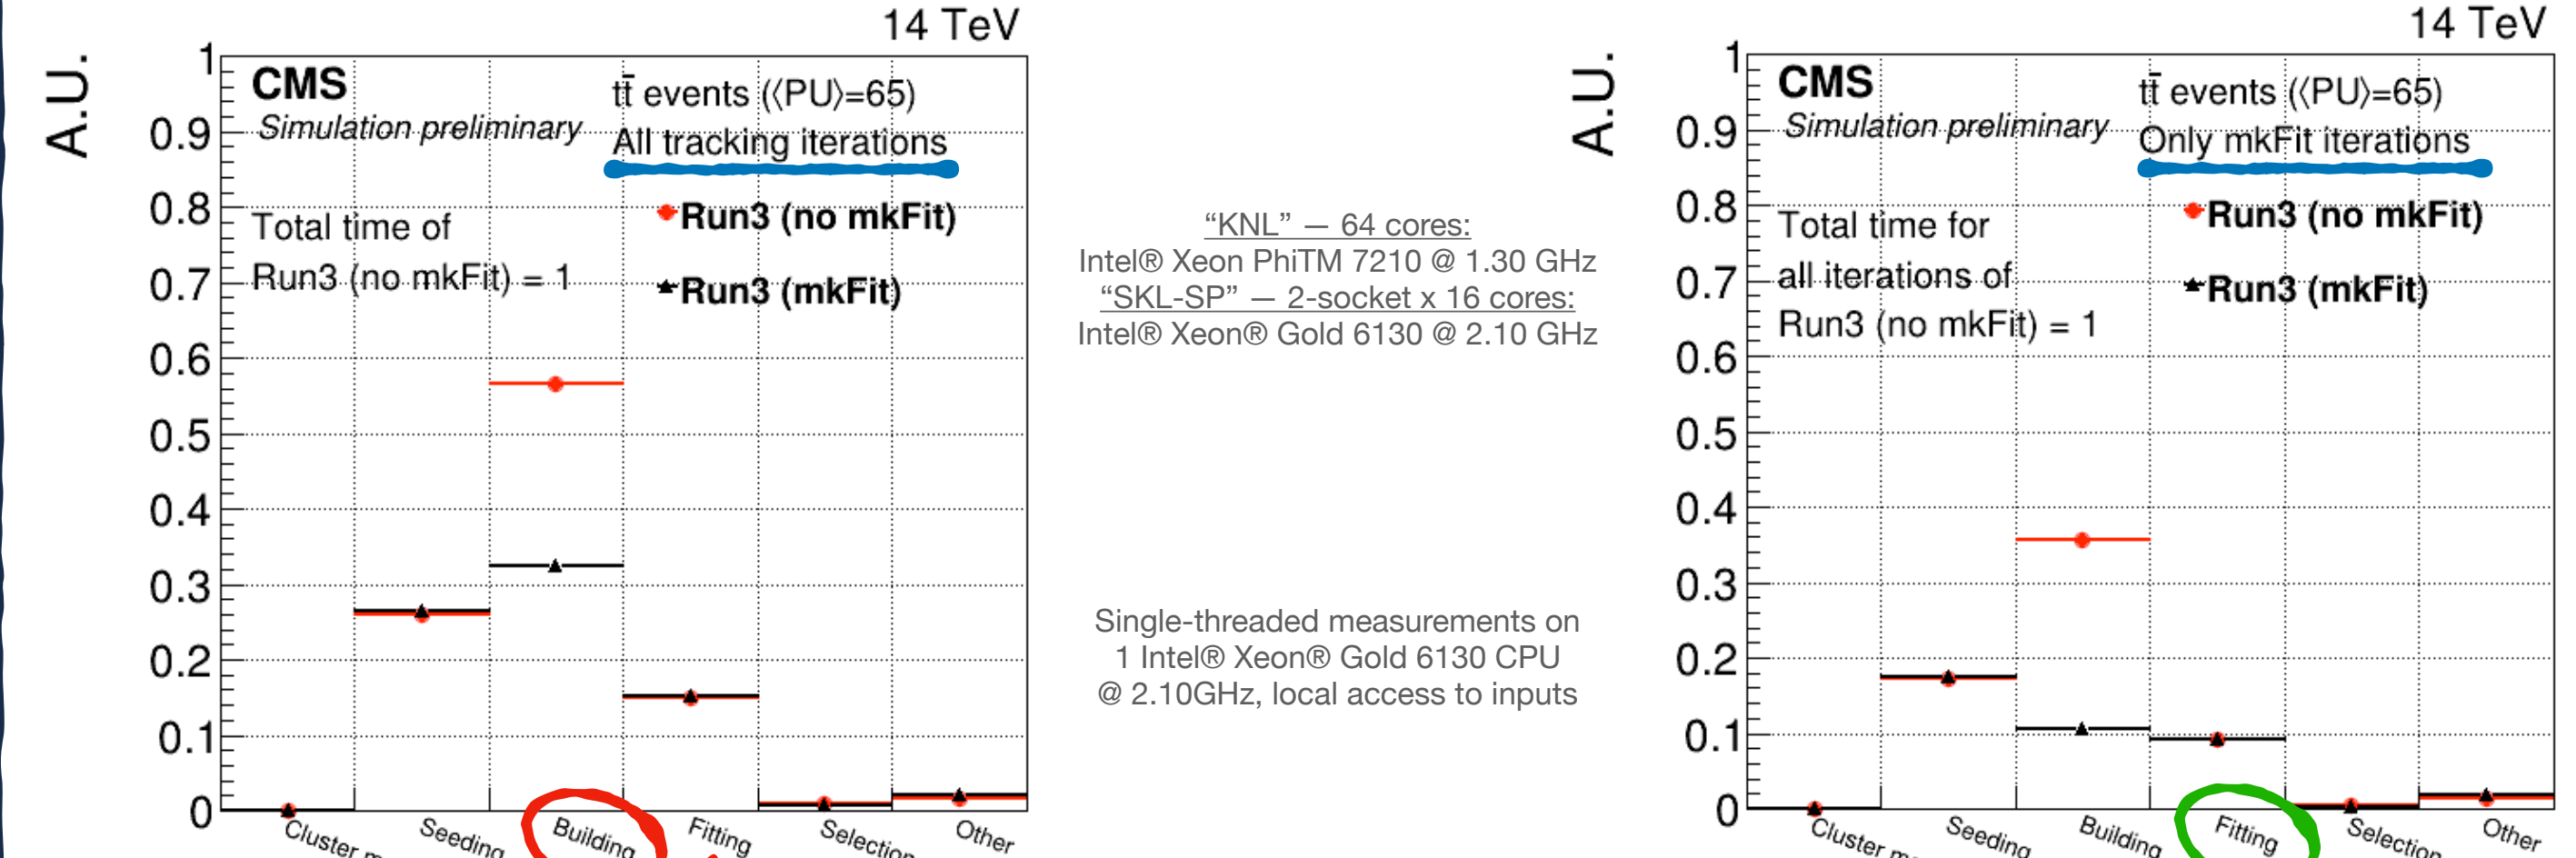 14 TeV
A.U.
1
CMS
tt̄ events (⟨PU⟩=65)
0.9
Simulation preliminary
All tracking iterations
0.8
Run3 (no mkFit)
Total time of
0.7
Run3 (no mkFit) = 1
Run3 (mkFit)
0.6
0.5
0.4
0.3
0.2
0.1
0
Cluster
Seeding
Building
Fitting
Selection
Other
“KNL” — 64 cores:
Intel® Xeon PhiTM 7210 @ 1.30 GHz
“SKL-SP” — 2-socket x 16 cores:
Intel® Xeon® Gold 6130 @ 2.10 GHz
Single-threaded measurements on
1 Intel® Xeon® Gold 6130 CPU
@ 2.10GHz, local access to inputs
14 TeV
A.U.
1
CMS
tt̄ events (⟨PU⟩=65)
0.9
Simulation preliminary
Only mkFit iterations
0.8
Run3 (no mkFit)
Total time for
0.7
all iterations of
Run3 (mkFit)
Run3 (no mkFit) = 1
0.6
0.5
0.4
0.3
0.2
0.1
0
Cluster
Seeding
Building
Fitting
Selection
Other